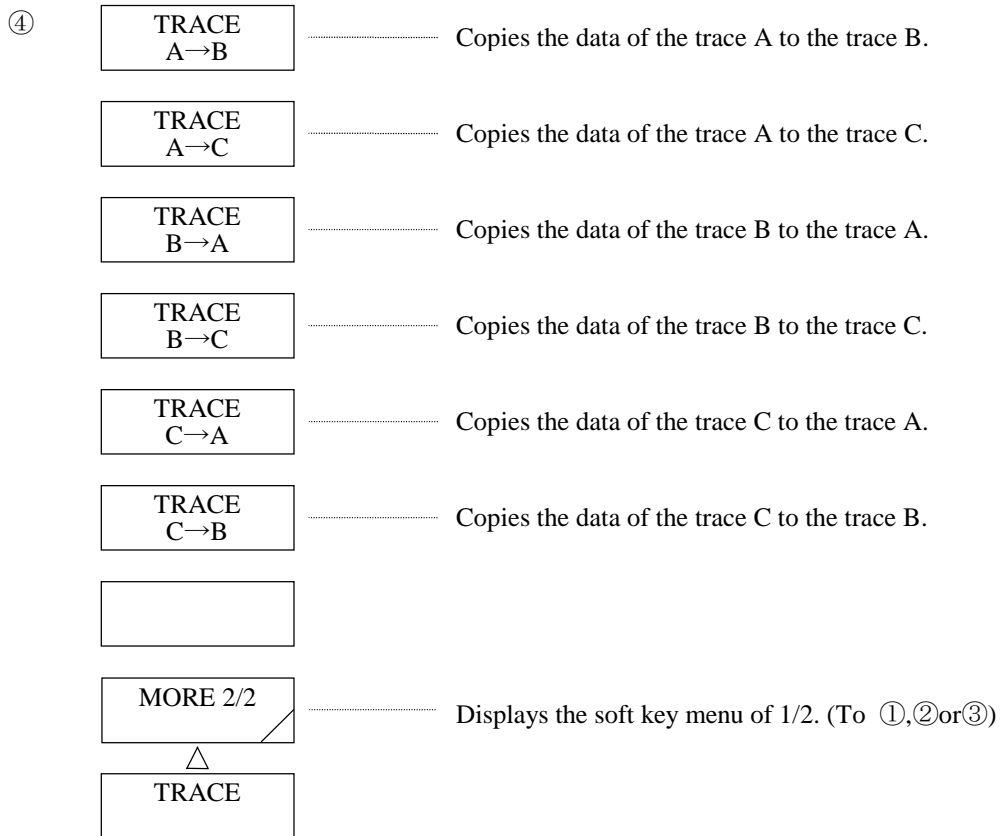 ④
TRACE
A→B
Copies the data of the trace A to the trace B.
TRACE
A→C
Copies the data of the trace A to the trace C.
TRACE
B→A
Copies the data of the trace B to the trace A.
TRACE
B→C
Copies the data of the trace B to the trace C.
TRACE
C→A
Copies the data of the trace C to the trace A.
TRACE
C→B
Copies the data of the trace C to the trace B.
MORE 2/2
Displays the soft key menu of 1/2. (To ①,②or③)
TRACE